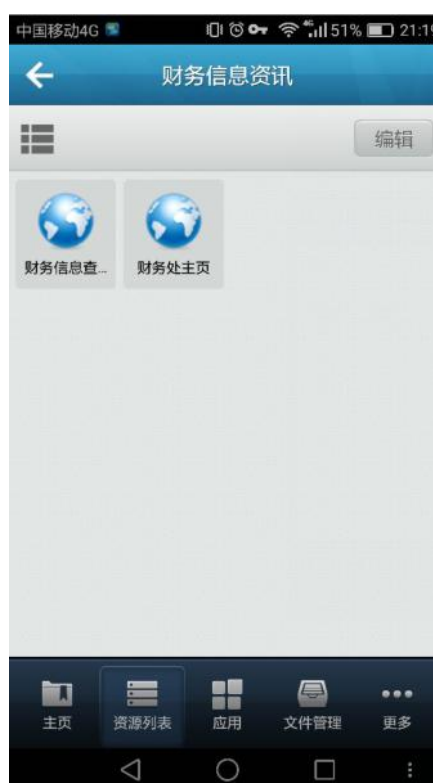 中国移动4G 4G 51% 21:19
财务信息资讯
编辑
财务信息查... 财务处主页
主页 资源列表 应用 文件管理 更多